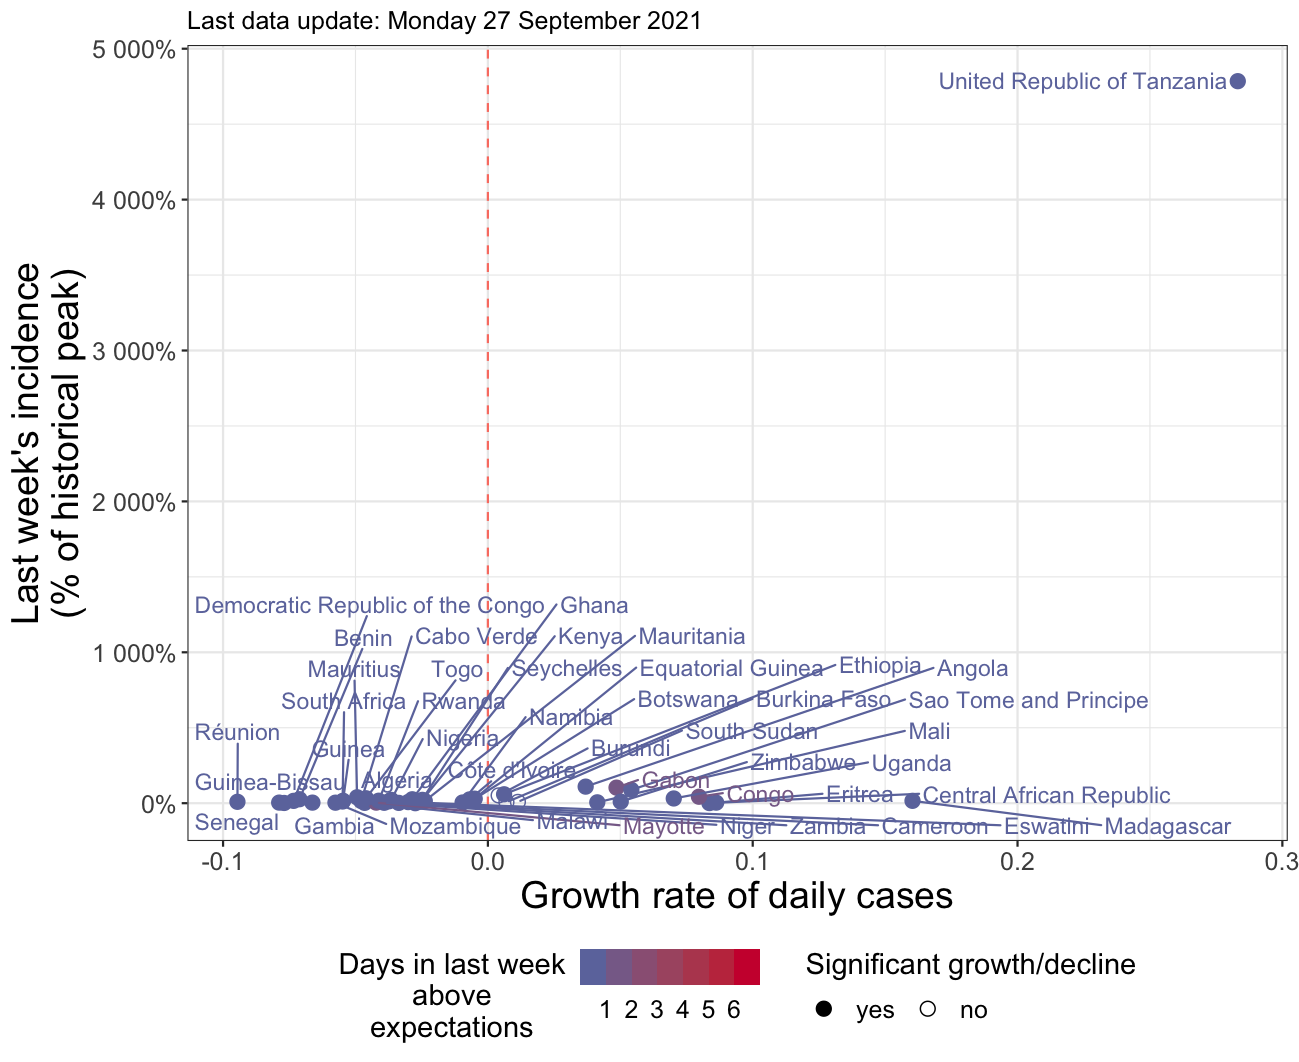 Last data update: Monday 27 September 2021
5 000%
United Republic of Tanzania
4 000%
3 000%
Last week's incidence
(% of historical peak)
2 000%
1 000%
Democratic Republic of the Congo
Ghana
Benin
Cabo Verde
Kenya
Mauritania
Mauritius
Togo
Seychelles
Equatorial Guinea
Ethiopia
Angola
South Africa
Rwanda
Botswana
Burkina Faso
Sao Tome and Principe
Namibia
Réunion
Nigeria
South Sudan
Mali
Guinea
Burundi
Côte d'Ivoire
Zimbabwe
Uganda
Guinea-Bissau
Algeria
Gabon
Congo
Eritrea
Central African Republic
0%
Senegal
Gambia
Mozambique
Malawi
Mayotte
Niger
Zambia
Cameroon
Eswatini
Madagascar
-0.1
0.0
0.1
0.2
0.3
Growth rate of daily cases
Days in last week
above
expectations
1 2 3 4 5 6
Significant growth/decline
yes
no